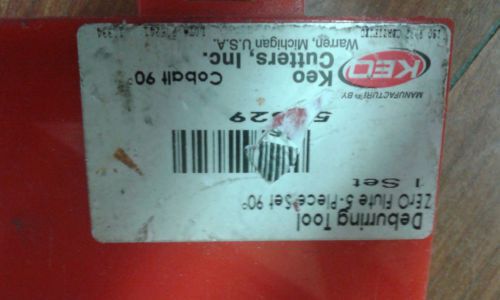 Deburring Tool
ZErO Flute 5-Piece Set 90°
1 Set
Cobalt 90°
Keo
Cutters, Inc.
Warren, Michigan U.S.A.
MANUFACTURED BY
KEO